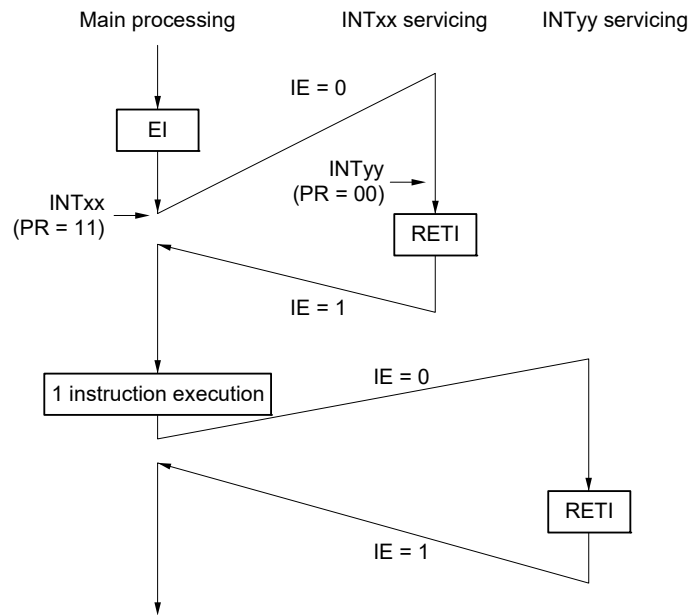 Main processing
INTxx servicing
INTyy servicing
IE = 0
EI
INTyy
(PR = 00)
INTxx
(PR = 11)
RETI
IE = 1
IE = 0
1 instruction execution
RETI
IE = 1